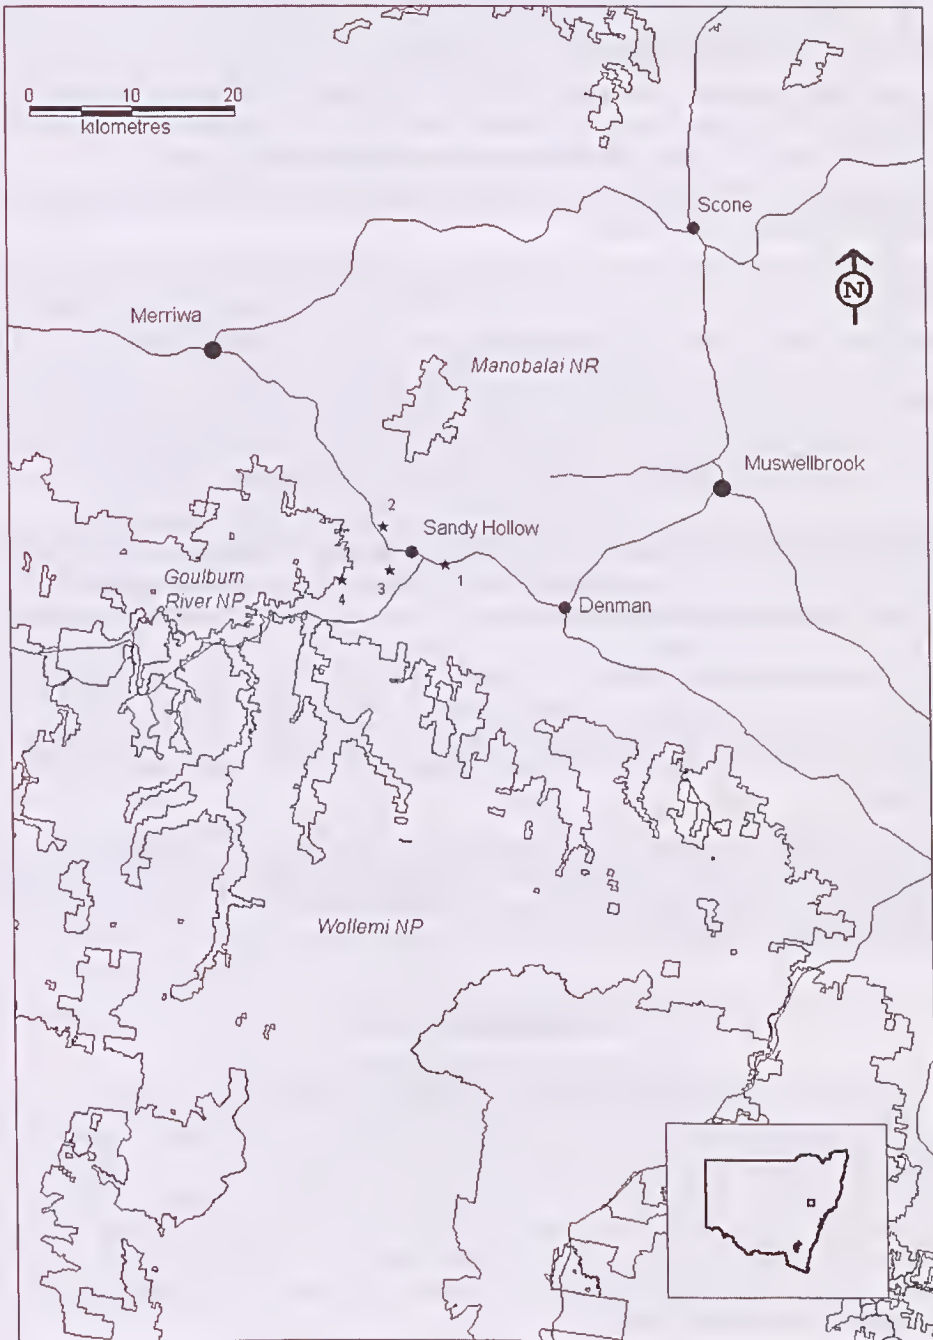 0 10 20
kilometres
Scone
N
Merriwa
Manobalai NR
Muswellbrook
2
Sandy Hollow
1
3
Goulburn
River NP
4
Denman
Wollemi NP